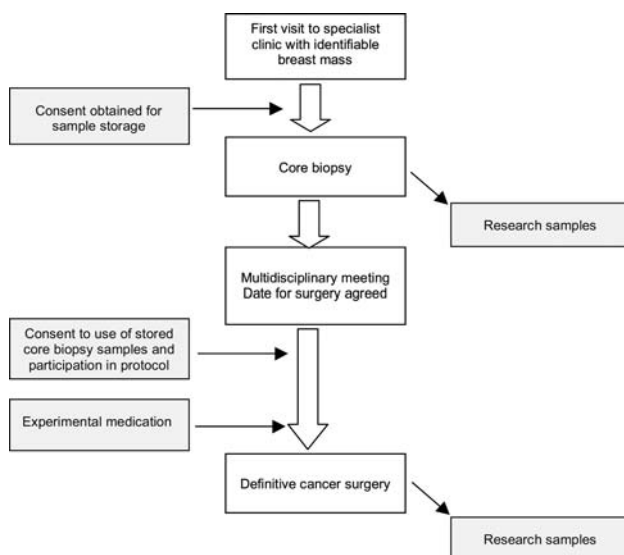 First visit to specialist
clinic with identifiable
breast mass
Consent obtained for
sample storage
Core biopsy
Research samples
Multidisciplinary meeting
Date for surgery agreed
Consent to use of stored
core biopsy samples and
participation in protocol
Experimental medication
Definitive cancer surgery
Research samples